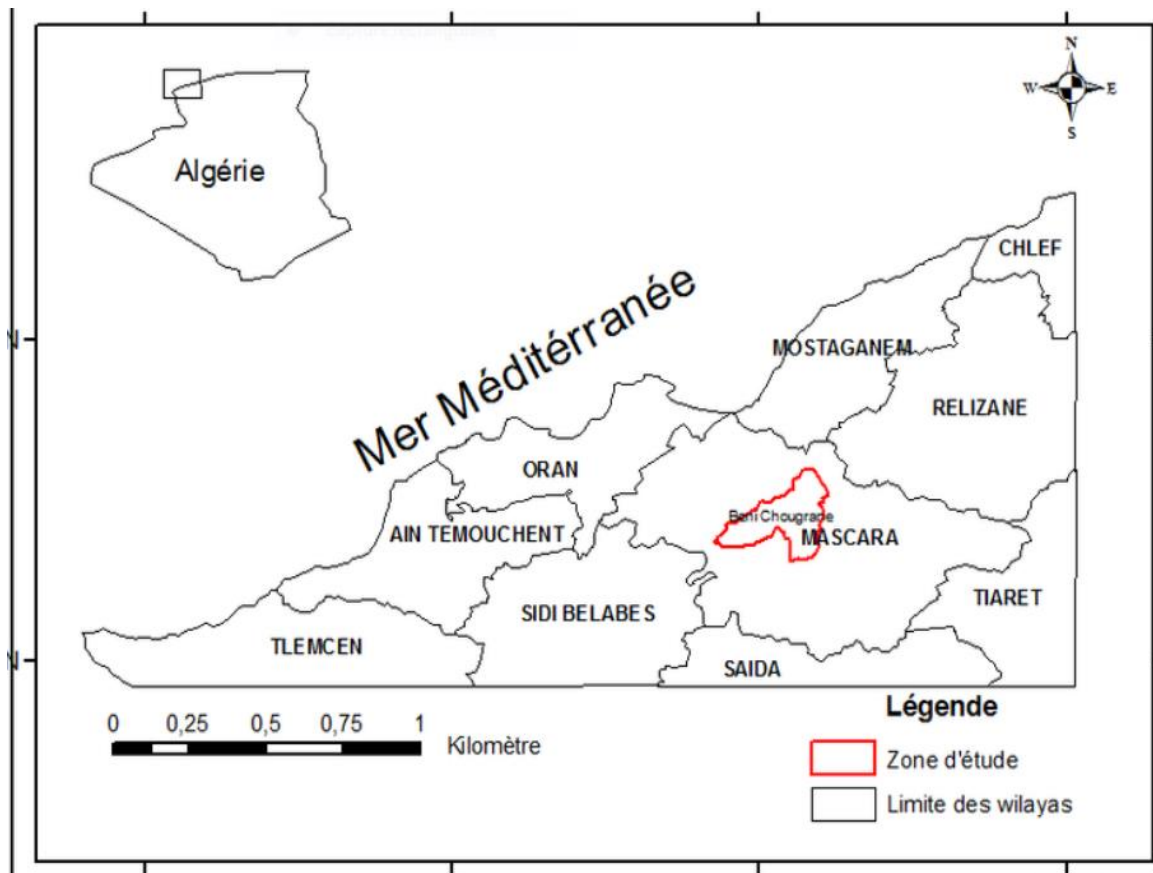 N
W E
S
Algérie
CHLEF
Mer Méditérranée
MOSTAGANEM
RELIZANE
ORAN
Beni Chougrane
AIN TEMOUCHENT
MASCARA
SIDI BELABES
TIARET
TLEMCEN
SAIDA
Légende
0 0,25 0,5 0,75 1
Kilomètre
Zone d'étude
Limite des wilayas